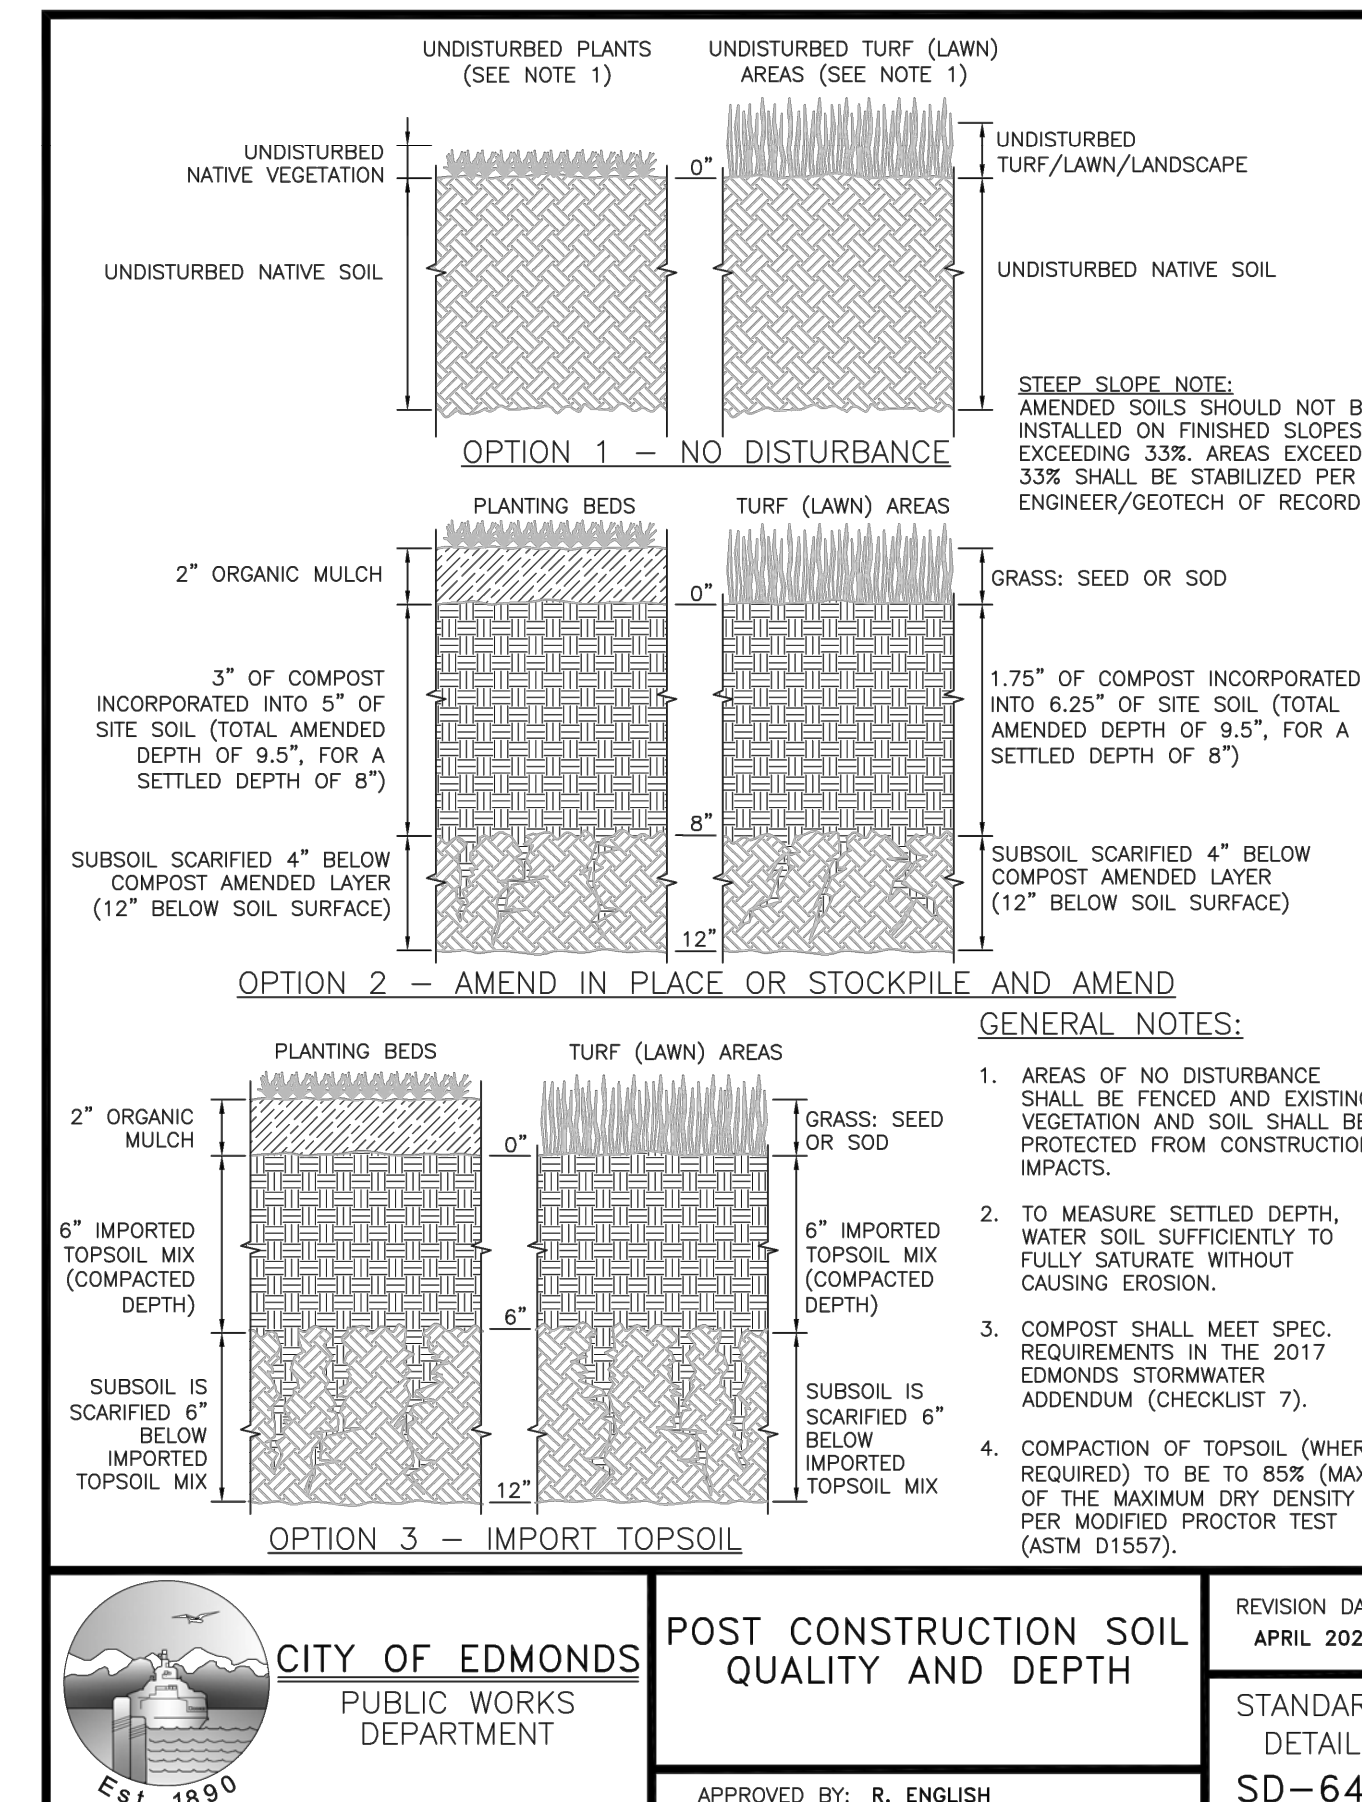 UNDISTURBED PLANTS
(SEE NOTE 1)
UNDISTURBED TURF (LAWN)
AREAS (SEE NOTE 1)
UNDISTURBED
NATIVE VEGETATION
0"
UNDISTURBED
TURF/LAWN/LANDSCAPE
UNDISTURBED NATIVE SOIL
UNDISTURBED NATIVE SOIL
STEEP SLOPE NOTE:
AMENDED SOILS SHOULD NOT
INSTALLED ON FINISHED SLOPES
EXCEEDING 33%. AREAS EXCEED
33% SHALL BE STABILIZED PER
ENGINEER/GEOTECH OF RECORD
OPTION 1 – NO DISTURBANCE
PLANTING BEDS
TURF (LAWN) AREAS
2" ORGANIC MULCH
0"
GRASS: SEED OR SOD
3" OF COMPOST
INCORPORATED INTO 5" OF
SITE SOIL (TOTAL AMENDED
DEPTH OF 9.5", FOR A
SETTLED DEPTH OF 8")
1.75" OF COMPOST INCORPORATED
INTO 6.25" OF SITE SOIL (TOTAL
AMENDED DEPTH OF 9.5", FOR A
SETTLED DEPTH OF 8")
8"
SUBSOIL SCARIFIED 4" BELOW
COMPOST AMENDED LAYER
(12" BELOW SOIL SURFACE)
SUBSOIL SCARIFIED 4" BELOW
COMPOST AMENDED LAYER
(12" BELOW SOIL SURFACE)
12"
OPTION 2 – AMEND IN PLACE OR STOCKPILE AND AMEND
PLANTING BEDS
TURF (LAWN) AREAS
2" ORGANIC
MULCH
0"
GRASS: SEED
OR SOD
6" IMPORTED
TOPSOIL MIX
(COMPACTED
DEPTH)
6" IMPORTED
TOPSOIL MIX
(COMPACTED
DEPTH)
6"
SUBSOIL IS
SCARIFIED 6"
BELOW
IMPORTED
TOPSOIL MIX
SUBSOIL IS
SCARIFIED 6"
BELOW
IMPORTED
TOPSOIL MIX
12"
OPTION 3 – IMPORT TOPSOIL
GENERAL NOTES:
1. AREAS OF NO DISTURBANCE
SHALL BE FENCED AND EXISTING
VEGETATION AND SOIL SHALL BE
PROTECTED FROM CONSTRUCTION
IMPACTS.
2. TO MEASURE SETTLED DEPTH,
WATER SOIL SUFFICIENTLY TO
FULLY SATURATE WITHOUT
CAUSING EROSION.
3. COMPOST SHALL MEET SPEC.
REQUIREMENTS IN THE 2017
EDMONDS STORMWATER
ADDENDUM (CHECKLIST 7).
4. COMPACTION OF TOPSOIL (WHER
REQUIRED) TO BE TO 85% (MAX
OF THE MAXIMUM DRY DENSITY
PER MODIFIED PROCTOR TEST
(ASTM D1557).
Est. 1890
CITY OF EDMONDS
PUBLIC WORKS
DEPARTMENT
POST CONSTRUCTION SOIL
QUALITY AND DEPTH
APPROVED BY: R. ENGLISH
REVISION DA
APRIL 202
STANDAR
DETAIL
SD–64